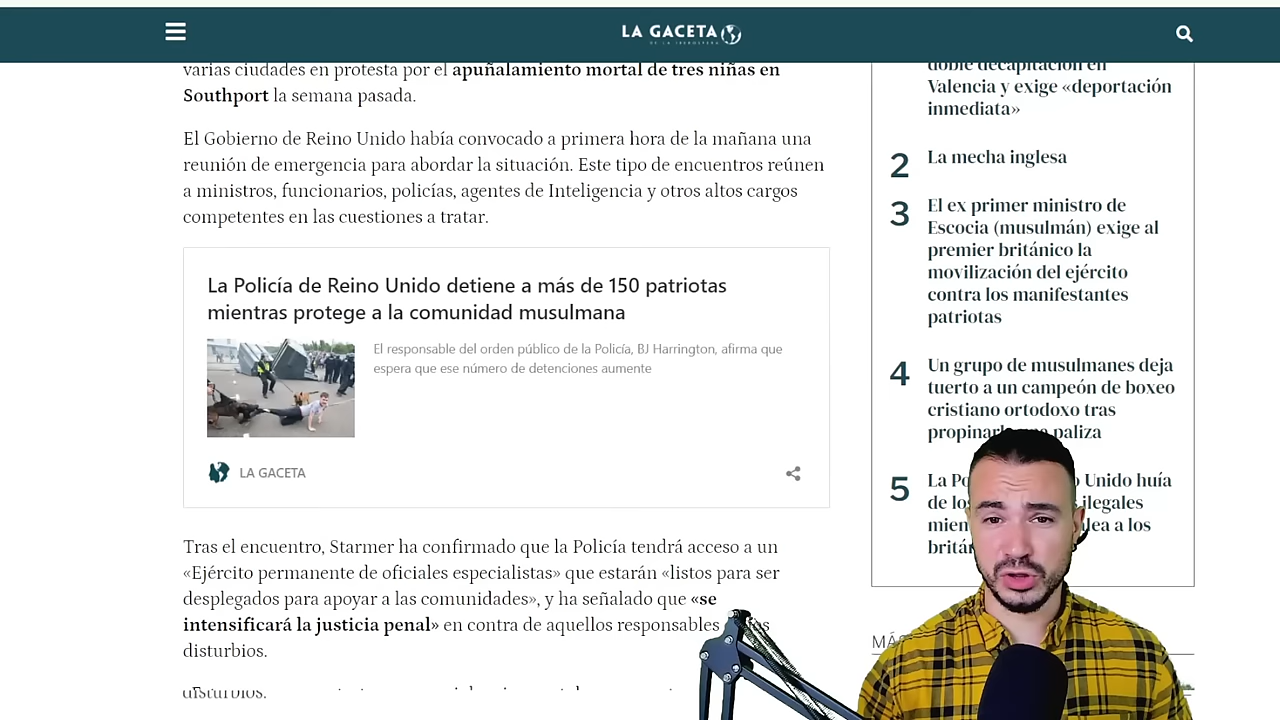 LA GACETA
DE LA IBEROSFERA
varias ciudades en protesta por el apuñalamiento mortal de tres niñas en
Southport la semana pasada.
El Gobierno de Reino Unido había convocado a primera hora de la mañana una
reunión de emergencia para abordar la situación. Este tipo de encuentros reúnen
a ministros, funcionarios, policías, agentes de Inteligencia y otros altos cargos
competentes en las cuestiones a tratar.
La Policía de Reino Unido detiene a más de 150 patriotas
mientras protege a la comunidad musulmana
El responsable del orden público de la Policía, BJ Harrington, afirma que
espera que ese número de detenciones aumente
LA GACETA
Tras el encuentro, Starmer ha confirmado que la Policía tendrá acceso a un
«Ejército permanente de oficiales especialistas» que estarán «listos para ser
desplegados para apoyar a las comunidades», y ha señalado que «se
intensificará la justicia penal» en contra de aquellos responsables
disturbios.
disturbios.
doble decapitación en
Valencia y exige «deportación
inmediata»
2 La mecha inglesa
3 El ex primer ministro de
Escocia (musulmán) exige al
premier británico la
movilización del ejército
contra los manifestantes
patriotas
4 Un grupo de musulmanes deja
tuerto a un campeón de boxeo
cristiano ortodoxo tras
paliza
5 La Unido huía
de ilegales
a los